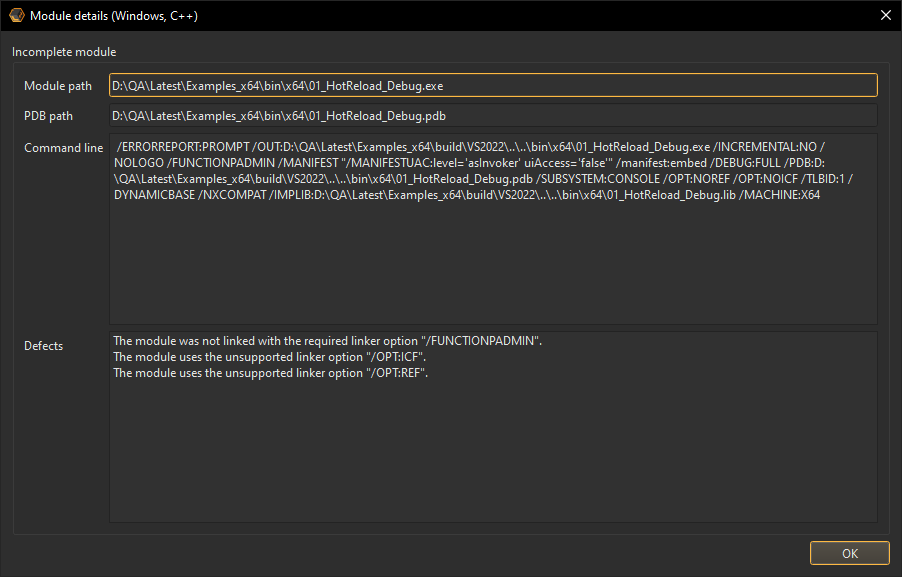 Module details (Windows, C++)
Incomplete module
Module path D:\QA\Latest\Examples_x64\bin\x64\01_HotReload_Debug.exe
PDB path D:\QA\Latest\Examples_x64\bin\x64\01_HotReload_Debug.pdb
Command line /ERRORREPORT:PROMPT /OUT:D:\QA\Latest\Examples_x64\build\VS2022\..\..\bin\x64\01_HotReload_Debug.exe /INCREMENTAL:NO /
NOLOGO /FUNCTIONPADMIN /MANIFEST "/MANIFESTUAC:level='asInvoker' uiAccess='false'" /manifest:embed /DEBUG:FULL /PDB:D:
\QA\Latest\Examples_x64\build\VS2022\..\..\bin\x64\01_HotReload_Debug.pdb /SUBSYSTEM:CONSOLE /OPT:NOREF /OPT:NOICF /TLBID:1 /
DYNAMICBASE /NXCOMPAT /IMPLIB:D:\QA\Latest\Examples_x64\build\VS2022\..\..\bin\x64\01_HotReload_Debug.lib /MACHINE:X64
Defects The module was not linked with the required linker option "/FUNCTIONPADMIN".
The module uses the unsupported linker option "/OPT:ICF".
The module uses the unsupported linker option "/OPT:REF".
OK